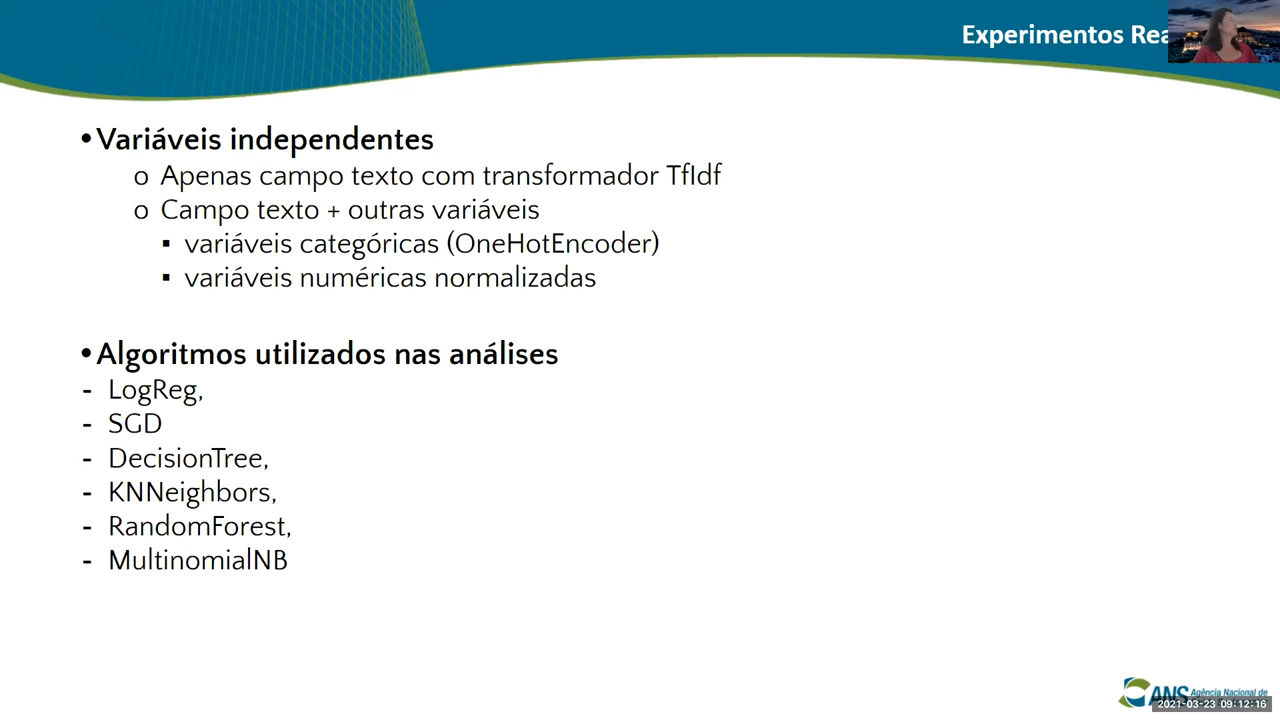 Experimentos
• Variáveis independentes
o Apenas campo texto com transformador TfIdf
o Campo texto + outras variáveis
▪ variáveis categóricas (OneHotEncoder)
▪ variáveis numéricas normalizadas
• Algoritmos utilizados nas análises
- LogReg,
- SGD
- DecisionTree,
- KNNeighbors,
- RandomForest,
- MultinomialNB
ANS Agência Nacional de
2021-03-23 09:12:16